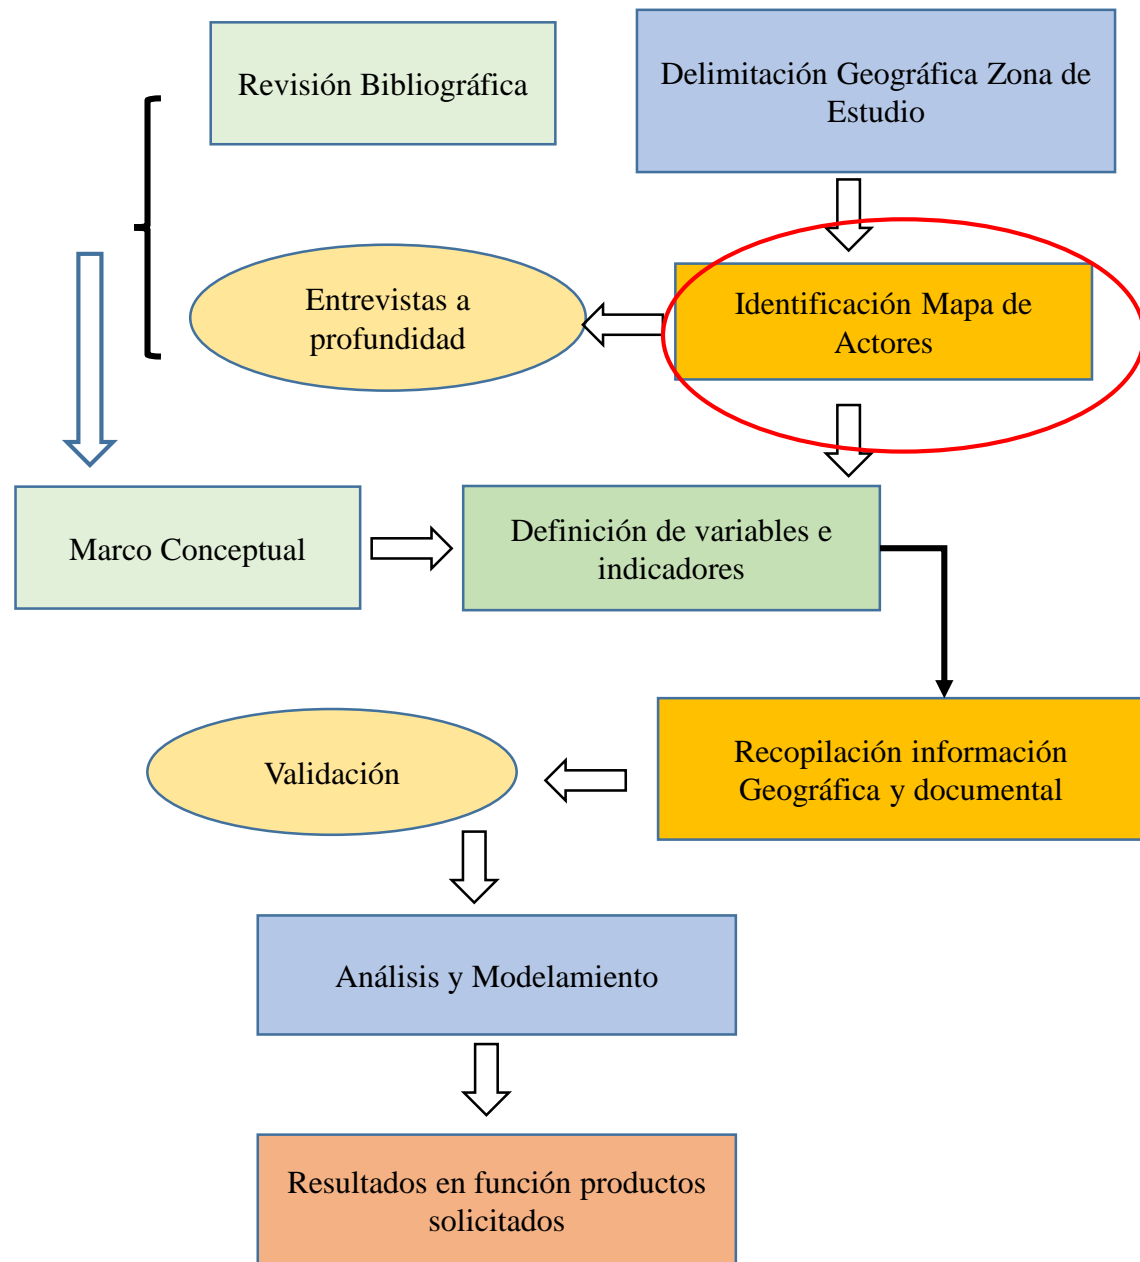 Revisión Bibliográfica
Delimitación Geográfica Zona de
Estudio
Entrevistas a
profundidad
Identificación Mapa de
Actores
Marco Conceptual
Definición de variables e
indicadores
Validación
Recopilación información
Geográfica y documental
Análisis y Modelamiento
Resultados en función productos
solicitados